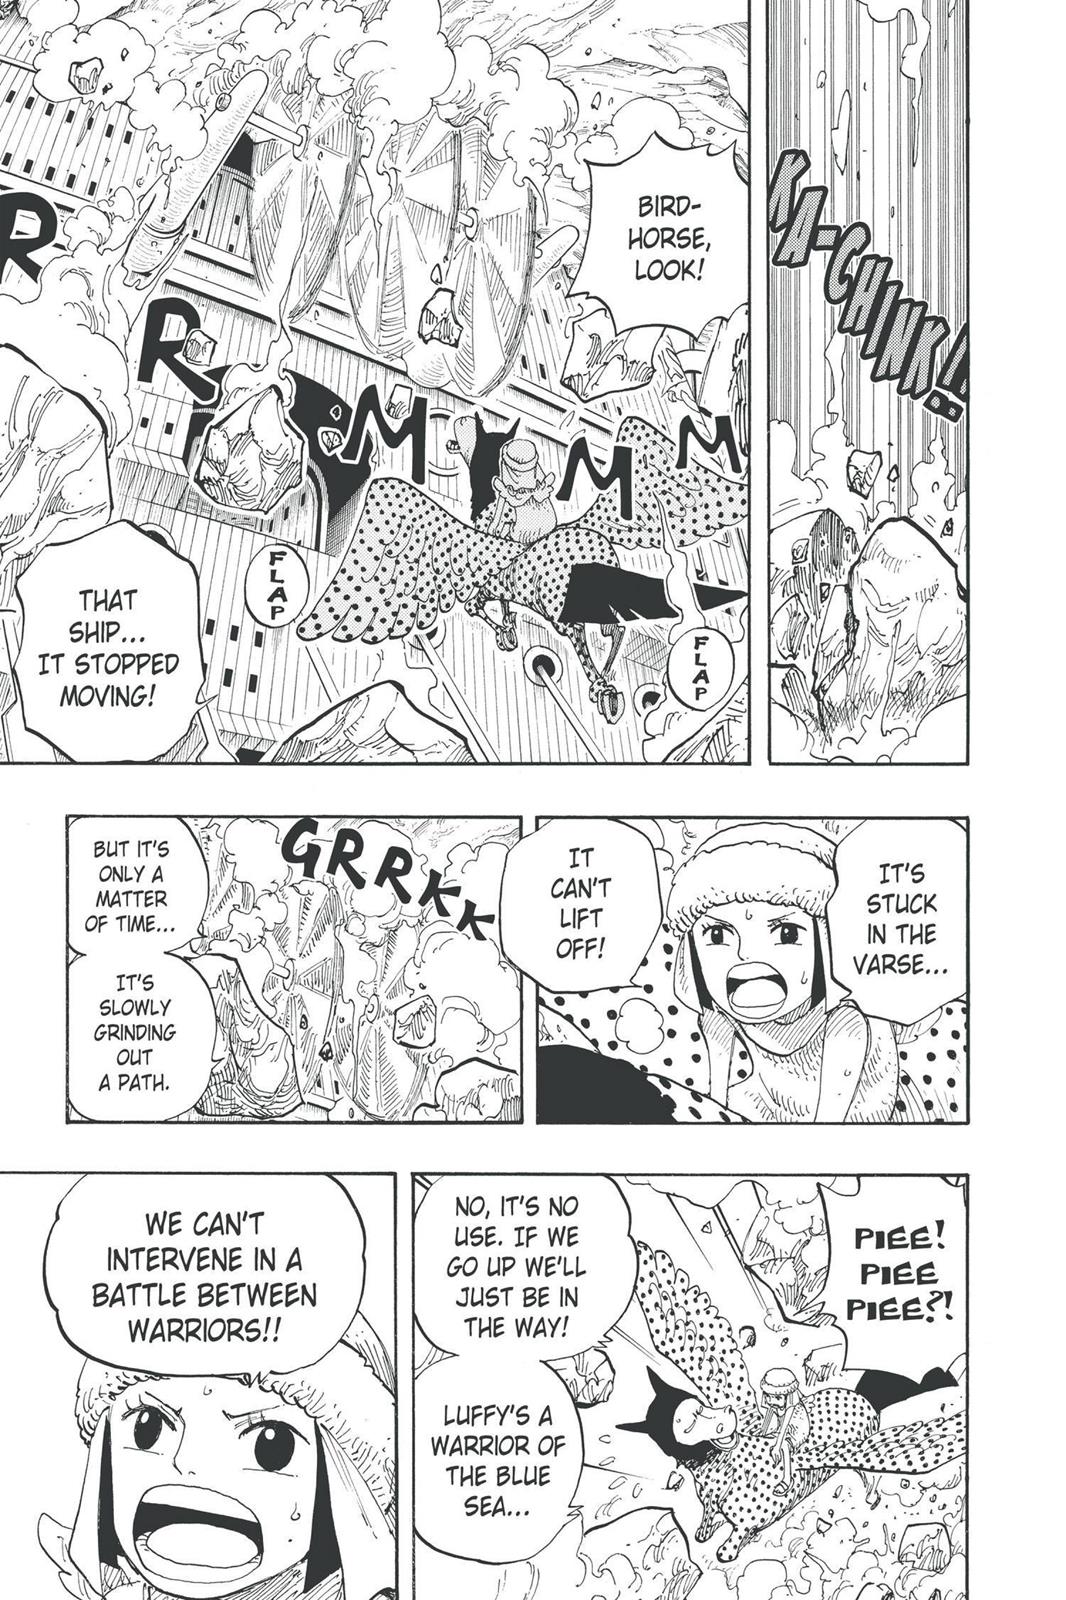 KA-CHINK!!
BIRD-
HORSE,
LOOK!
RRMMMM
FLAP
FLAP
THAT
SHIP...
IT STOPPED
MOVING!
IT'S
STUCK
IN THE
VARSE...
IT
CAN'T
LIFT
OFF!
GRRKK
BUT IT'S
ONLY A
MATTER
OF TIME...
IT'S
SLOWLY
GRINDING
OUT
A PATH.
PIEE!
PIEE
PIEE?!
NO, IT'S NO
USE. IF WE
GO UP WE'LL
JUST BE IN
THE WAY!
LUFFY'S A
WARRIOR OF
THE BLUE
SEA...
WE CAN'T
INTERVENE IN A
BATTLE BETWEEN
WARRIORS!!